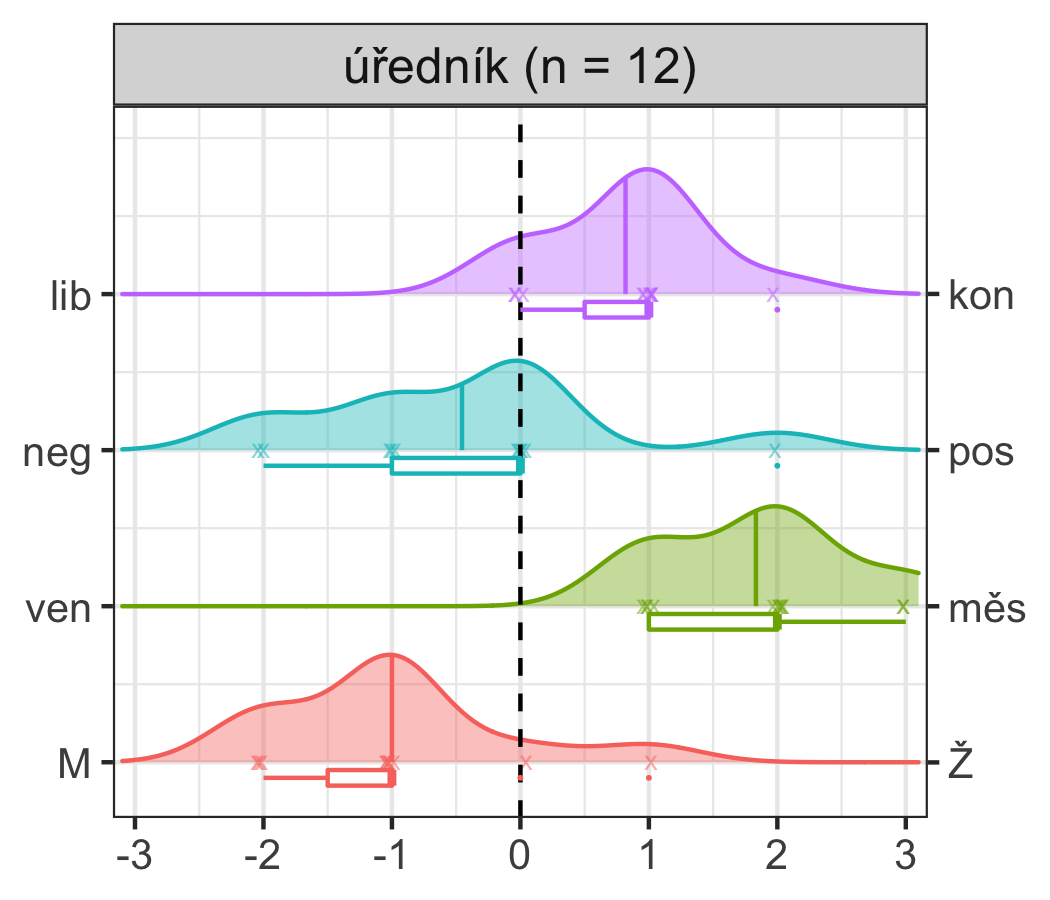 úředník (n = 12)
lib kon
neg pos
ven měs
M Ž
-3 -2 -1 0 1 2 3